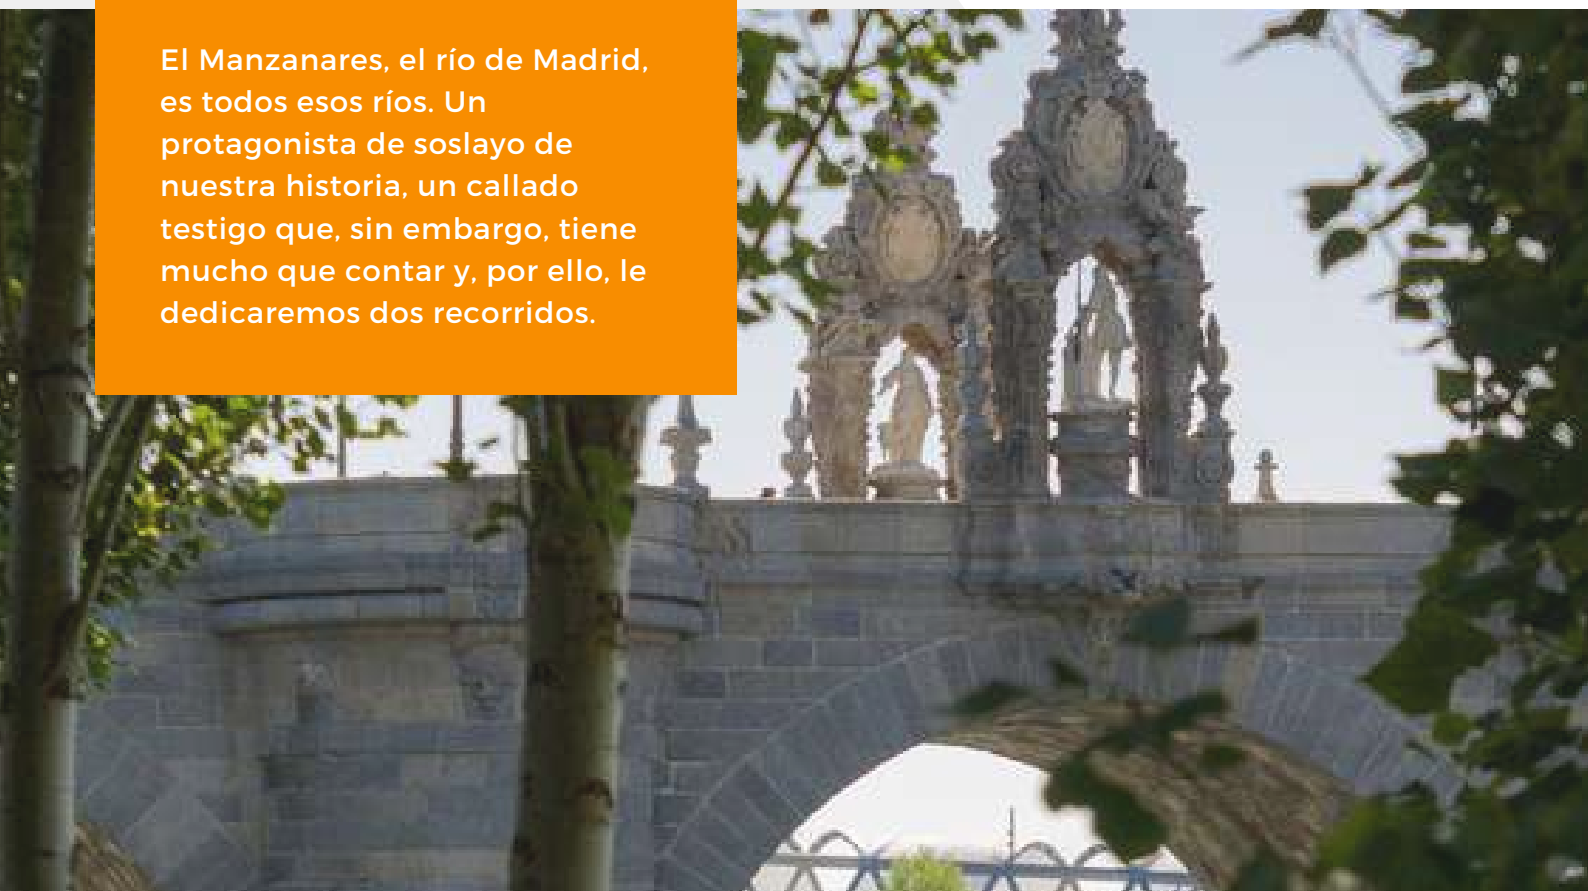 El Manzanares, el río de Madrid,
es todos esos ríos. Un
protagonista de soslayo de
nuestra historia, un callado
testigo que, sin embargo, tiene
mucho que contar y, por ello, le
dedicaremos dos recorridos.